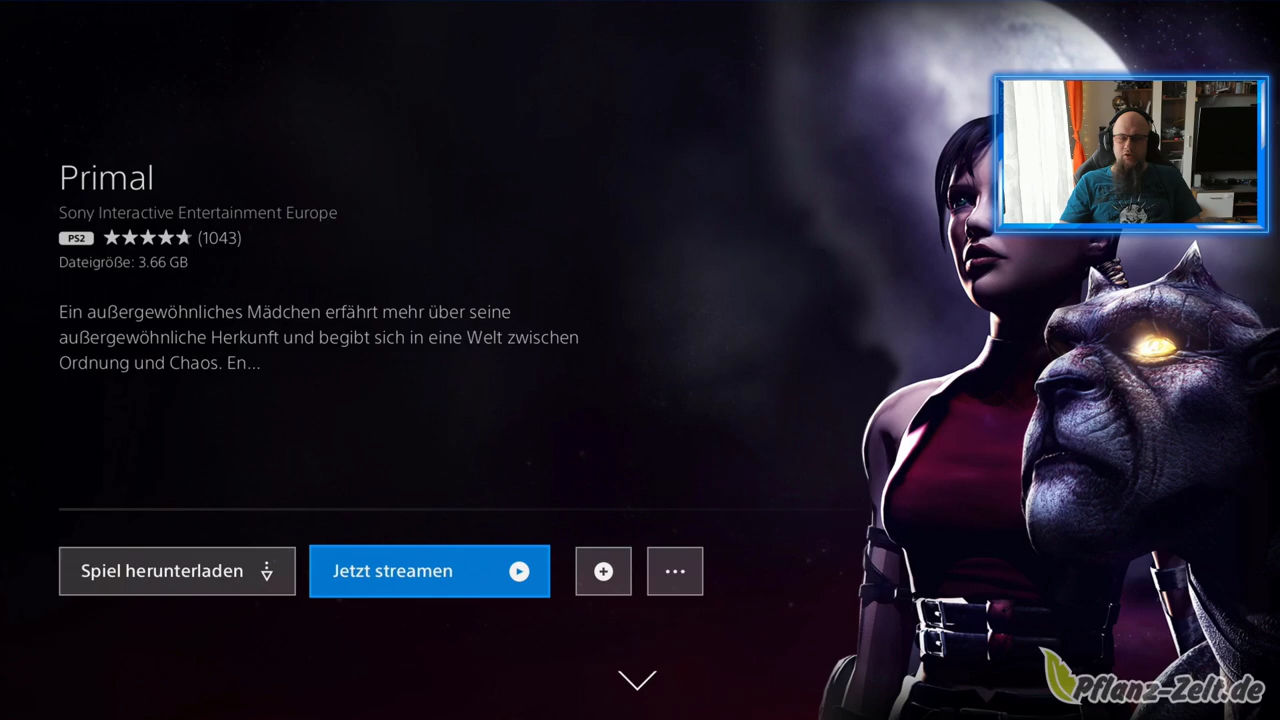 Primal
Sony Interactive Entertainment Europe
PS2 (1043)
Dateigröße: 3.66 GB
Ein außergewöhnliches Mädchen erfährt mehr über seine
außergewöhnliche Herkunft und begibt sich in eine Welt zwischen
Ordnung und Chaos. En...
Spiel herunterladen
Jetzt streamen
Pflanz-Zelt.de